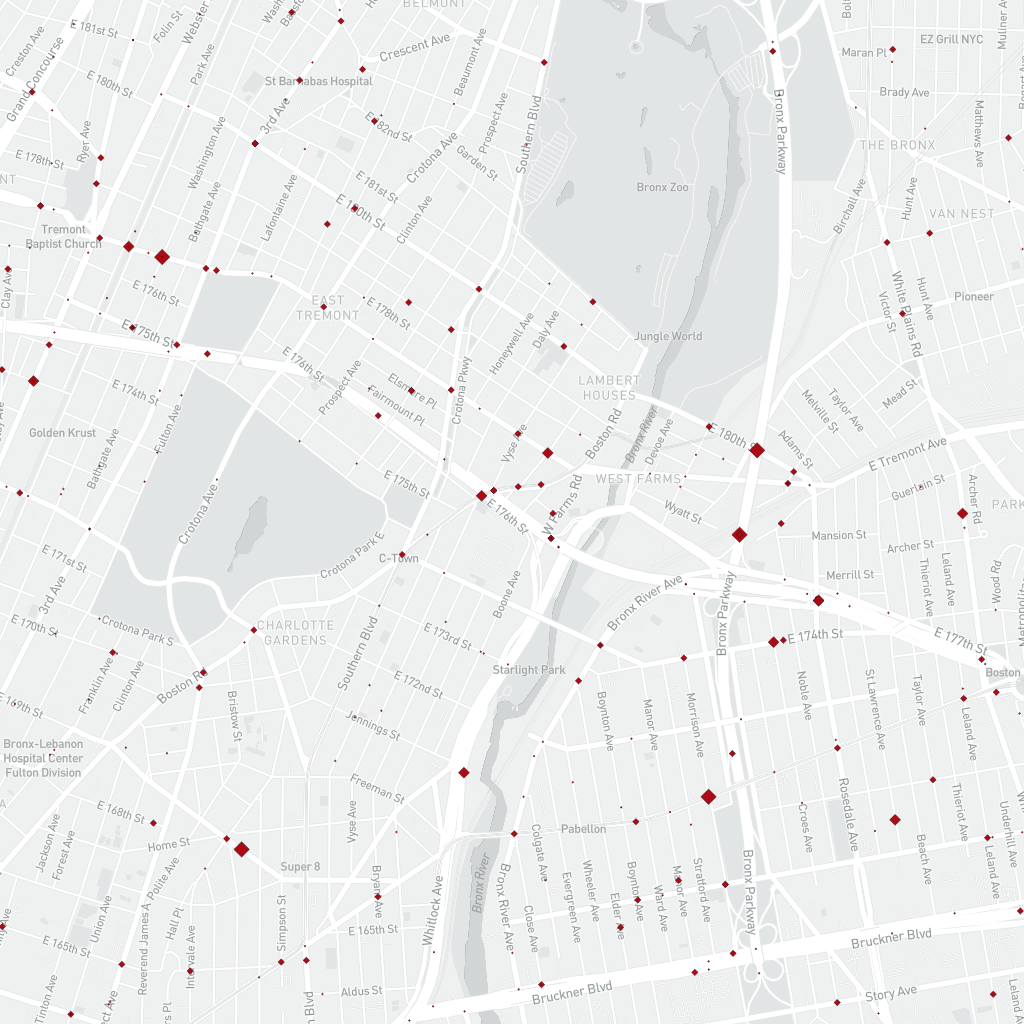 BELMONT
E 181st St
Folin St
Webster
Creston Ave
Grand Concourse
Park Ave
E 180th St
Crescent Ave
Beaumont Ave
St Barnabas Hospital
3rd Ave
E 182nd St
Crotona Ave
Prospect Ave
Southern Blvd
Garden St
Ryer Ave
E 178th St
Washington Ave
Bathgate Ave
Lafontaine Ave
E 181st St
E 180th St
Clinton Ave
Bronx Zoo
Bronx Parkway
Maran Pl
EZ Grill NYC
Brady Ave
Matthews Ave
THE BRONX
Birchall Ave
Hunt Ave
VAN NEST
Tremont
Baptist Church
Clay Ave
E 176th St
E 175th St
EAST
TREMONT
E 178th St
Honeywell Ave
Daly Ave
Jungle World
White Plains Rd
Hunt Ave
Victor St
Pioneer
E 176th St
Prospect Ave
Elsmere Pl
Fairmount Pl
Crotona Pkwy
LAMBERT
HOUSES
E 174th St
Fulton Ave
Golden Krust
Bathgate Ave
Vyse Ave
Boston Rd
Bronx River
Devoe Ave
E 180th St
Adams St
Melville St
Taylor Ave
Mead St
E Tremont Ave
WEST FARMS
E 175th St
E 176th St
W Farms Rd
Wyatt St
Guerlain St
Archer Rd
PARK
Crotona Ave
Mansion St
Archer St
Merrill St
Thieriot Ave
Leland Ave
Wood Rd
E 171st St
Crotona Park E
C-Town
Boone Ave
Bronx River Ave
Bronx Parkway
3rd Ave
E 170th St
Crotona Park S
CHARLOTTE
GARDENS
Southern Blvd
E 173rd St
E 174th St
E 177th St
Starlight Park
Boston
Franklin Ave
Clinton Ave
Bristow St
E 172nd St
E 169th St
Jennings St
Boynton Ave
Manor Ave
Morrison Ave
Noble Ave
St Lawrence Ave
Taylor Ave
Leland Ave
Bronx-Lebanon
Hospital Center
Fulton Division
Freeman St
Vyse Ave
E 168th St
Home St
Jackson Ave
Forest Ave
Super 8
Pabellon
Rosedale Ave
Croes Ave
Thieriot Ave
Underhill Ave
Beach Ave
Leland Ave
Colgate Ave
Wheeler Ave
Evergreen Ave
Elder Ave
Boynton Ave
Ward Ave
Manor Ave
Stratford Ave
Bronx Parkway
Bronx River
Bronx River Ave
Close Ave
Whitlock Ave
Bryant Ave
Simpson St
E 165th St
Reverend James A. Polite Ave
Hall Pl
Intervale Ave
Union Ave
E 165th St
Tinton Ave
Aldus St
Bruckner Blvd
Bruckner Blvd
Story Ave